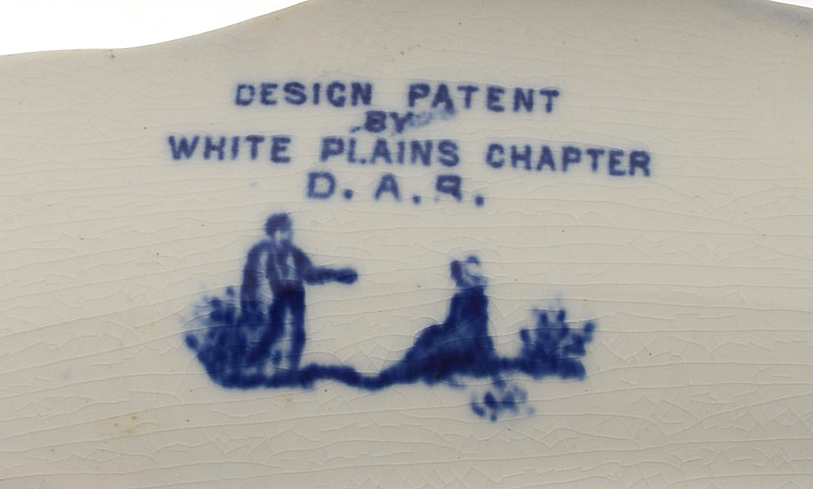 DESIGN PATENT
BY
WHITE PLAINS CHAPTER
D. A. R.